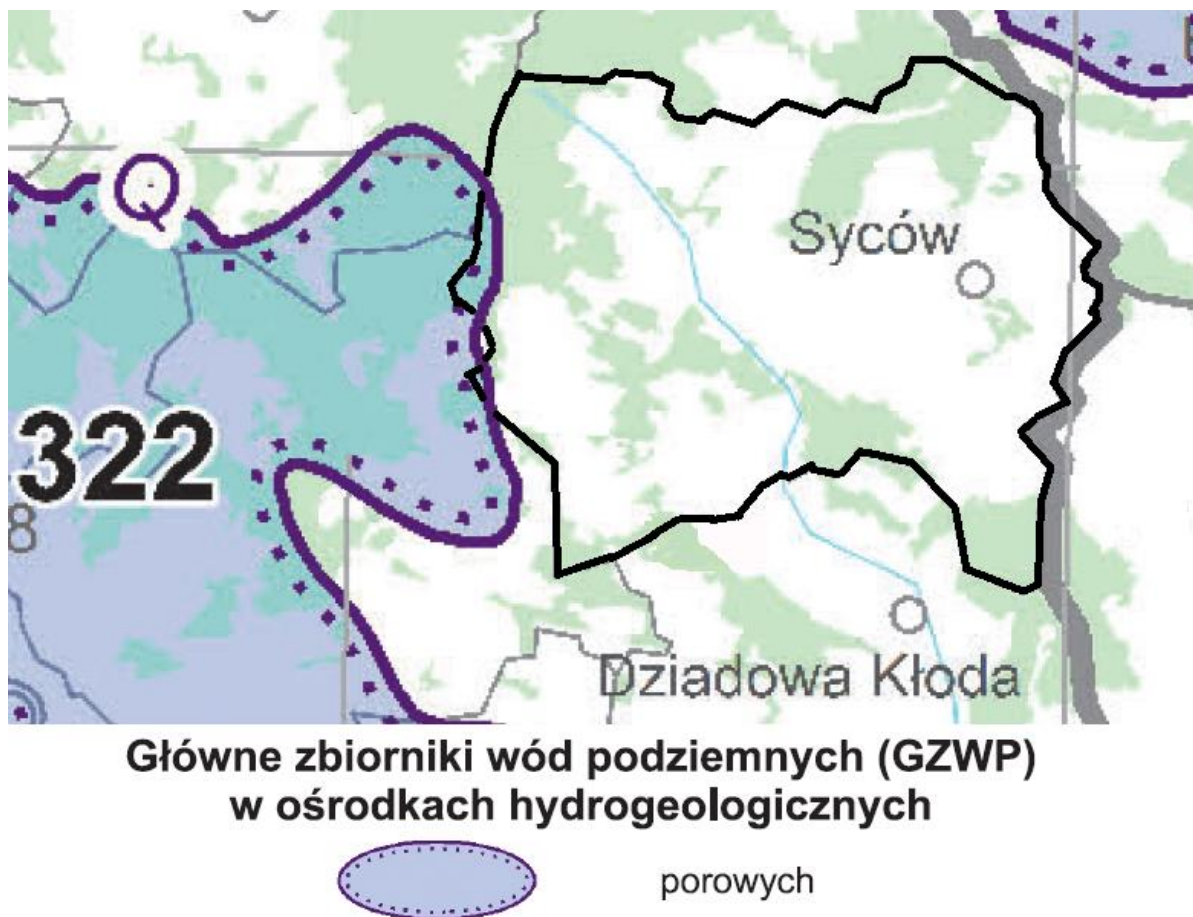 Q
Syców
322
8
Dziadowa Kłoda
Główne zbiorniki wód podziemnych (GZWP)
w ośrodkach hydrogeologicznych
porowych